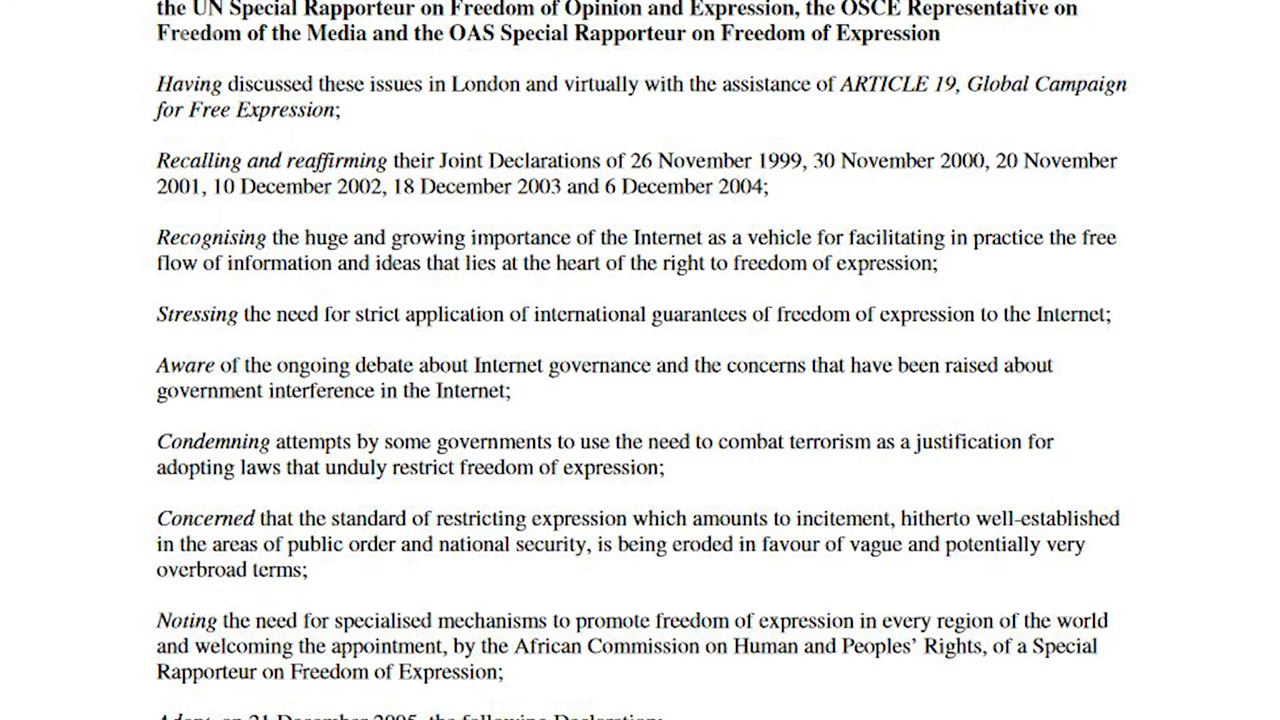 the UN Special Rapporteur on Freedom of Opinion and Expression, the OSCE Representative on
Freedom of the Media and the OAS Special Rapporteur on Freedom of Expression
Having discussed these issues in London and virtually with the assistance of ARTICLE 19, Global Campaign
for Free Expression;
Recalling and reaffirming their Joint Declarations of 26 November 1999, 30 November 2000, 20 November
2001, 10 December 2002, 18 December 2003 and 6 December 2004;
Recognising the huge and growing importance of the Internet as a vehicle for facilitating in practice the free
flow of information and ideas that lies at the heart of the right to freedom of expression;
Stressing the need for strict application of international guarantees of freedom of expression to the Internet;
Aware of the ongoing debate about Internet governance and the concerns that have been raised about
government interference in the Internet;
Condemning attempts by some governments to use the need to combat terrorism as a justification for
adopting laws that unduly restrict freedom of expression;
Concerned that the standard of restricting expression which amounts to incitement, hitherto well-established
in the areas of public order and national security, is being eroded in favour of vague and potentially very
overbroad terms;
Noting the need for specialised mechanisms to promote freedom of expression in every region of the world
and welcoming the appointment, by the African Commission on Human and Peoples’ Rights, of a Special
Rapporteur on Freedom of Expression;
Adopt, on 21 December 2005, the following Declaration: